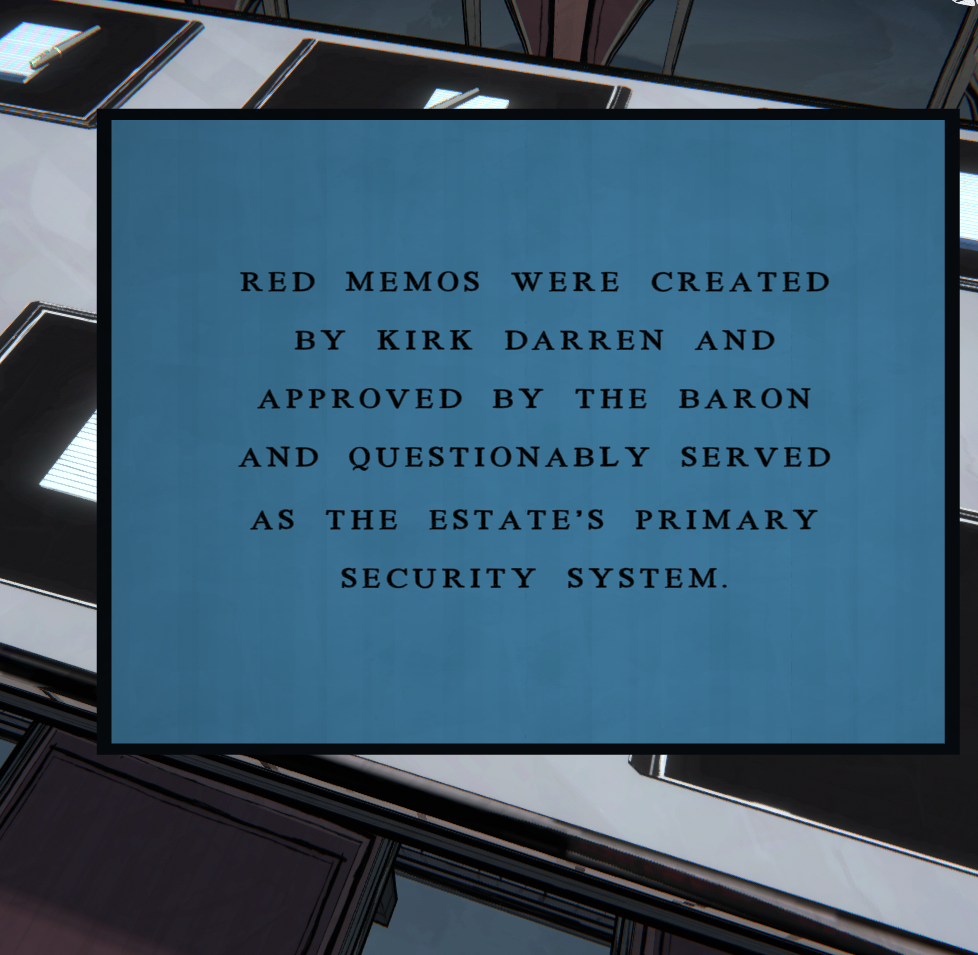 RED MEMOS WERE CREATED
BY KIRK DARREN AND
APPROVED BY THE BARON
AND QUESTIONABLY SERVED
AS THE ESTATE'S PRIMARY
SECURITY SYSTEM.